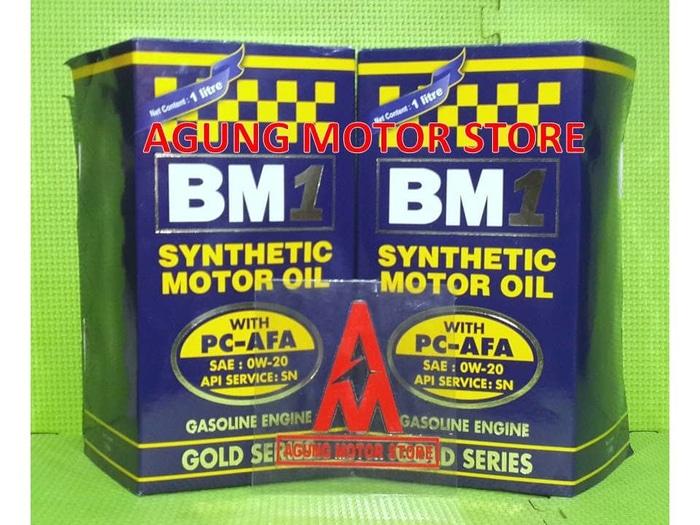 Net Content : 1 litre
Net Content : 1 litre
AGUNG MOTOR STORE
BM1
BM1
SYNTHETIC
MOTOR OIL
SYNTHETIC
MOTOR OIL
WITH
PC-AFA
SAE : 0W-20
API SERVICE: SN
WITH
PC-AFA
SAE : 0W-20
API SERVICE: SN
GASOLINE ENGINE
GASOLINE ENGINE
GOLD SER
D SERIES
AM
AGUNG MOTOR STORE